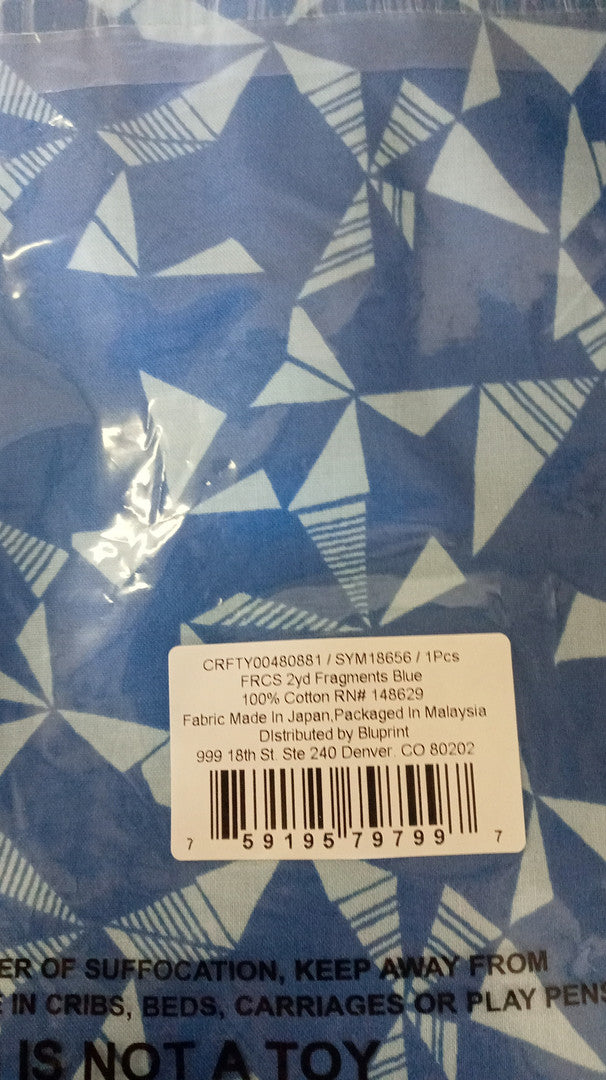 CRFTY00480881 / SYM18656 / 1Pcs
FRCS 2yd Fragments Blue
100% Cotton RN# 148629
Fabric Made In Japan,Packaged In Malaysia
DIstributed by Bluprint
999 18th St. Ste 240 Denver. CO 80202
7 59195 79799 7
ER OF SUFFOCATION, KEEP AWAY FROM
E IN CRIBS, BEDS, CARRIAGES OR PLAY PENS
IS NOT A TOY